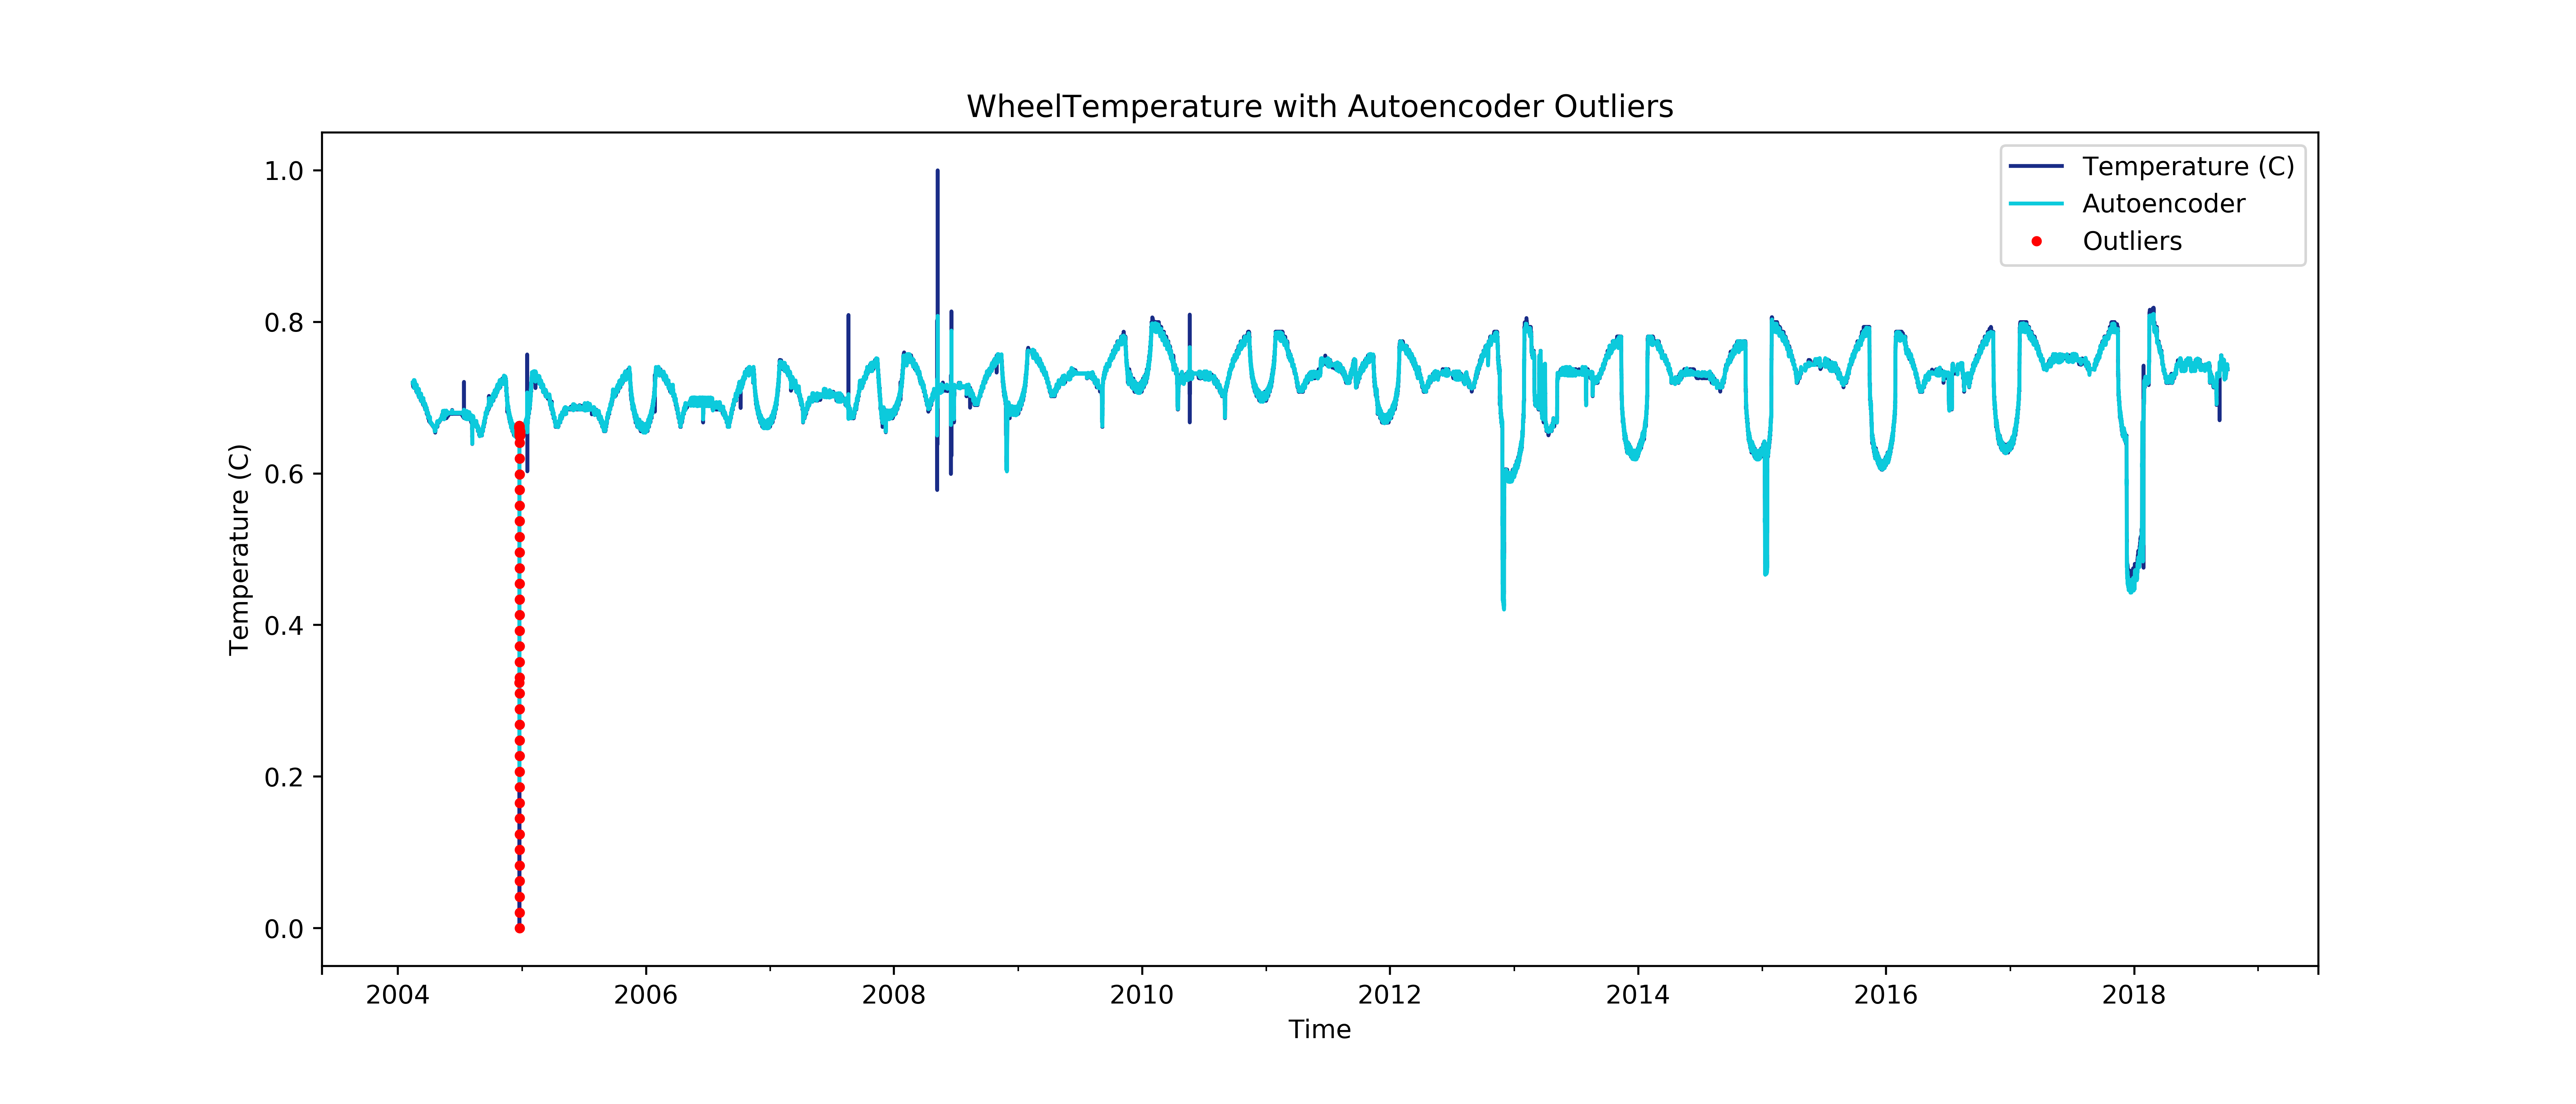 WheelTemperature with Autoencoder Outliers
Temperature (C)
Autoencoder
Outliers
1.0
0.8
0.6
0.4
0.2
0.0
Temperature (C)
2004 2006 2008 2010 2012 2014 2016 2018
Time